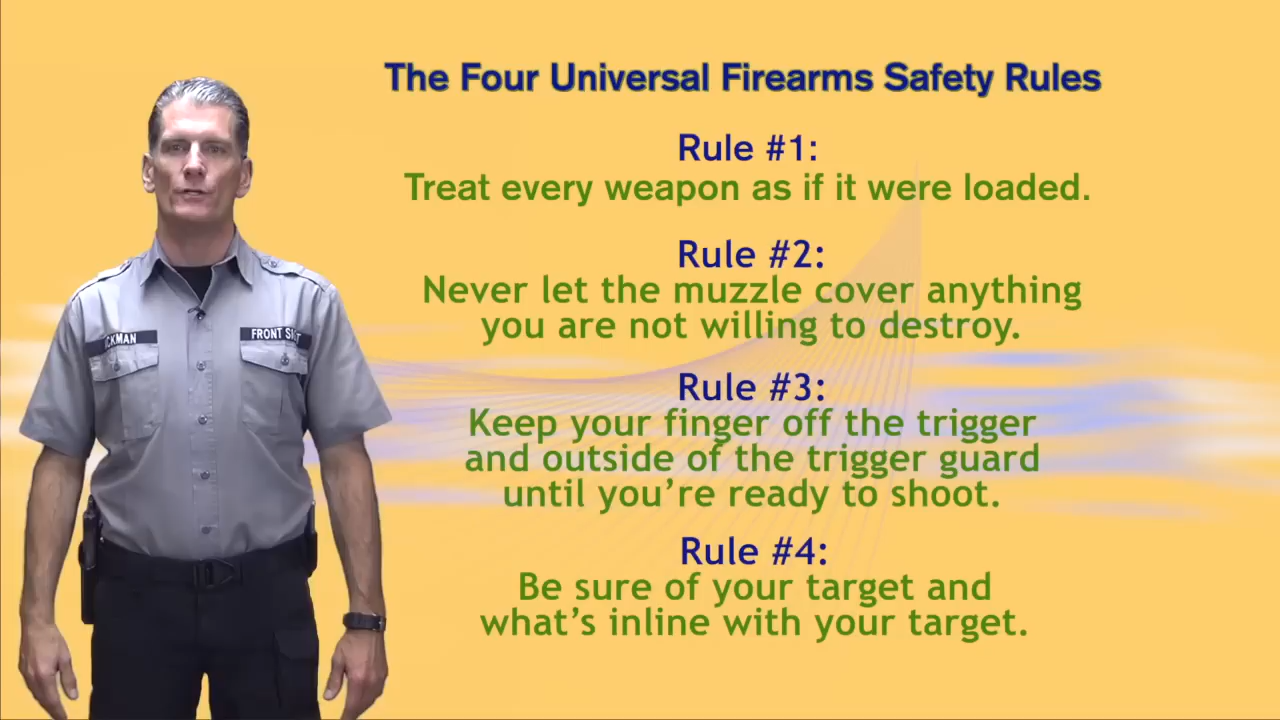 The Four Universal Firearms Safety Rules
Rule #1:
Treat every weapon as if it were loaded.
Rule #2:
Never let the muzzle cover anything
you are not willing to destroy.
Rule #3:
Keep your finger off the trigger
and outside of the trigger guard
until you’re ready to shoot.
Rule #4:
Be sure of your target and
what’s inline with your target.
FRONT